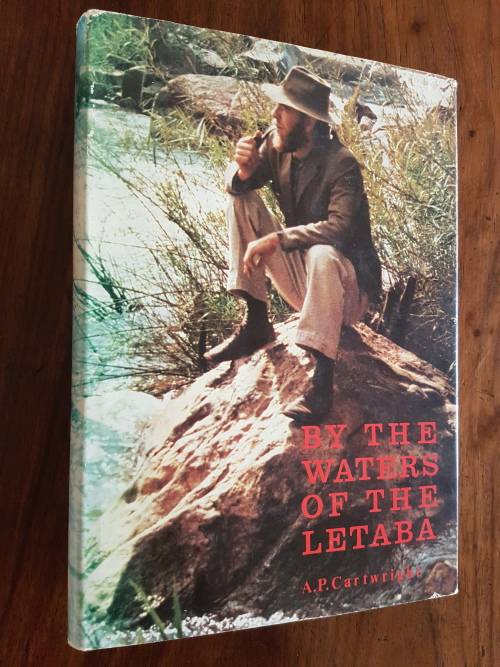 BY THE
WATERS
OF THE
LETABA
A.P.Cartwright